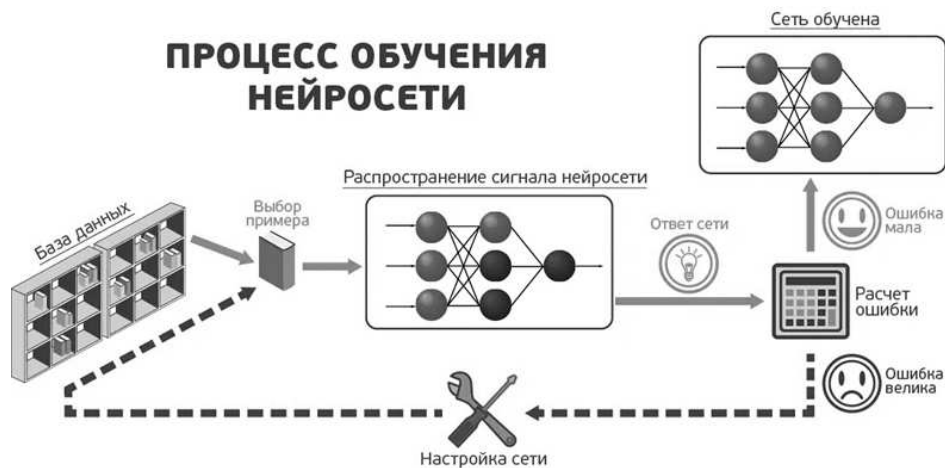 ПРОЦЕСС ОБУЧЕНИЯ
НЕЙРОСЕТИ
Сеть обучена
База данных
Выбор
примера
Распространение сигнала нейросети
Ответ сети
Ошибка
мала
Расчет
ошибки
Ошибка
велика
Настройка сети